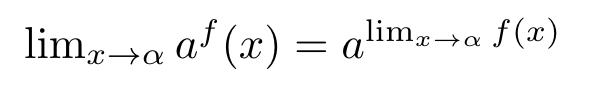 lim_{x→α} a^f(x) = a^{lim_{x→α} f(x)}